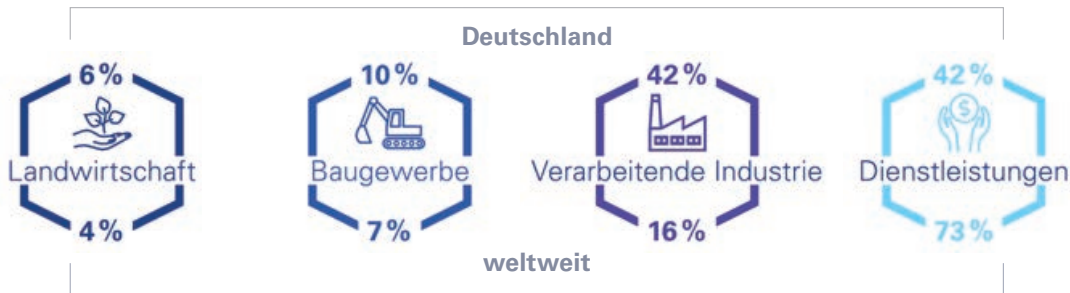 Deutschland
6% 10% 42% 42%
$
Landwirtschaft Baugewerbe Verarbeitende Industrie Dienstleistungen
4% 7% 16% 73%
weltweit